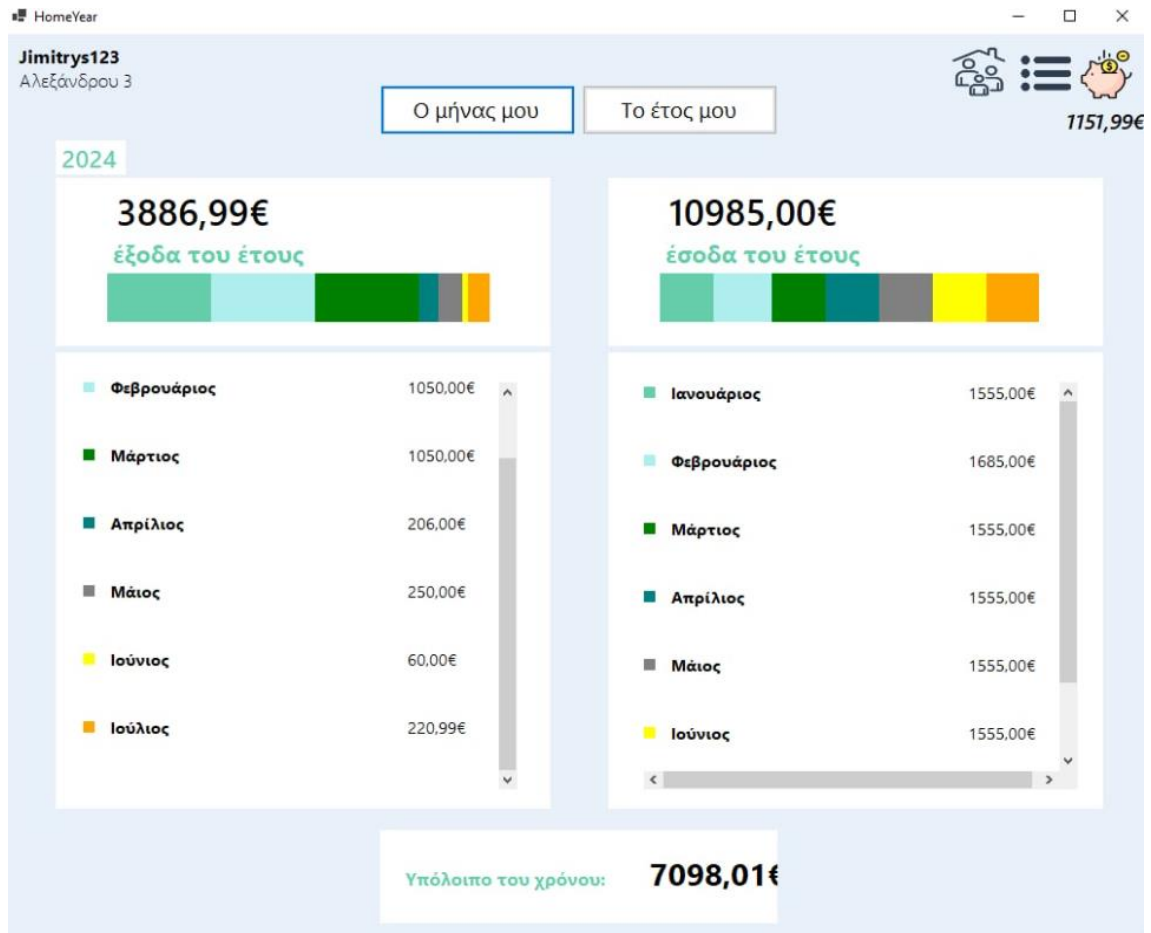 HomeYear
Jimitrys123
Αλεξάνδρου 3
Ο μήνας μου
Το έτος μου
1151,99€
2024
3886,99€
έξοδα του έτους
Φεβρουάριος 1050,00€
Μάρτιος 1050,00€
Απρίλιος 206,00€
Μάιος 250,00€
Ιούνιος 60,00€
Ιούλιος 220,99€
10985,00€
έσοδα του έτους
Ιανουάριος 1555,00€
Φεβρουάριος 1685,00€
Μάρτιος 1555,00€
Απρίλιος 1555,00€
Μάιος 1555,00€
Ιούνιος 1555,00€
Υπόλοιπο του χρόνου: 7098,01€